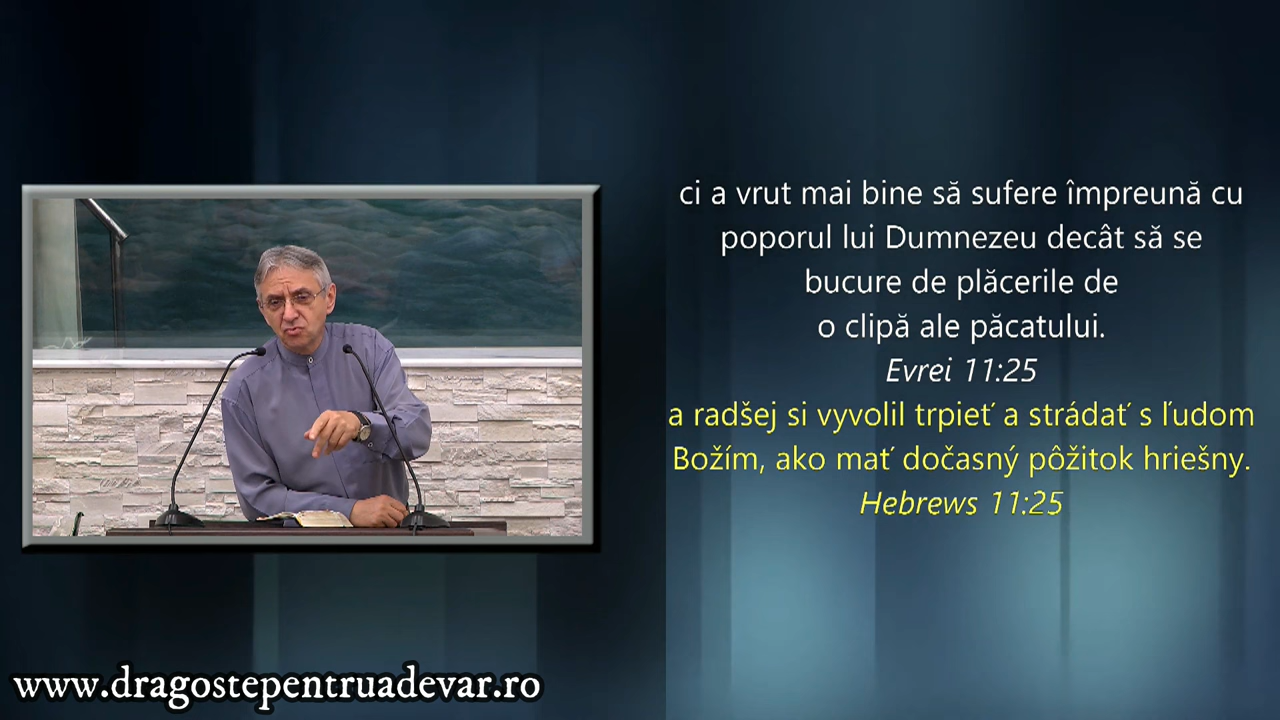 ci a vrut mai bine să sufere împreună cu
poporul lui Dumnezeu decât să se
bucure de plăcerile de
o clipă ale păcatului.
Evrei 11:25
a radšej si vyvolil trpieť a strádať s ľudom
Božím, ako mať dočasný pôžitok hriešny.
Hebrews 11:25
www.dragostepentruadevar.ro